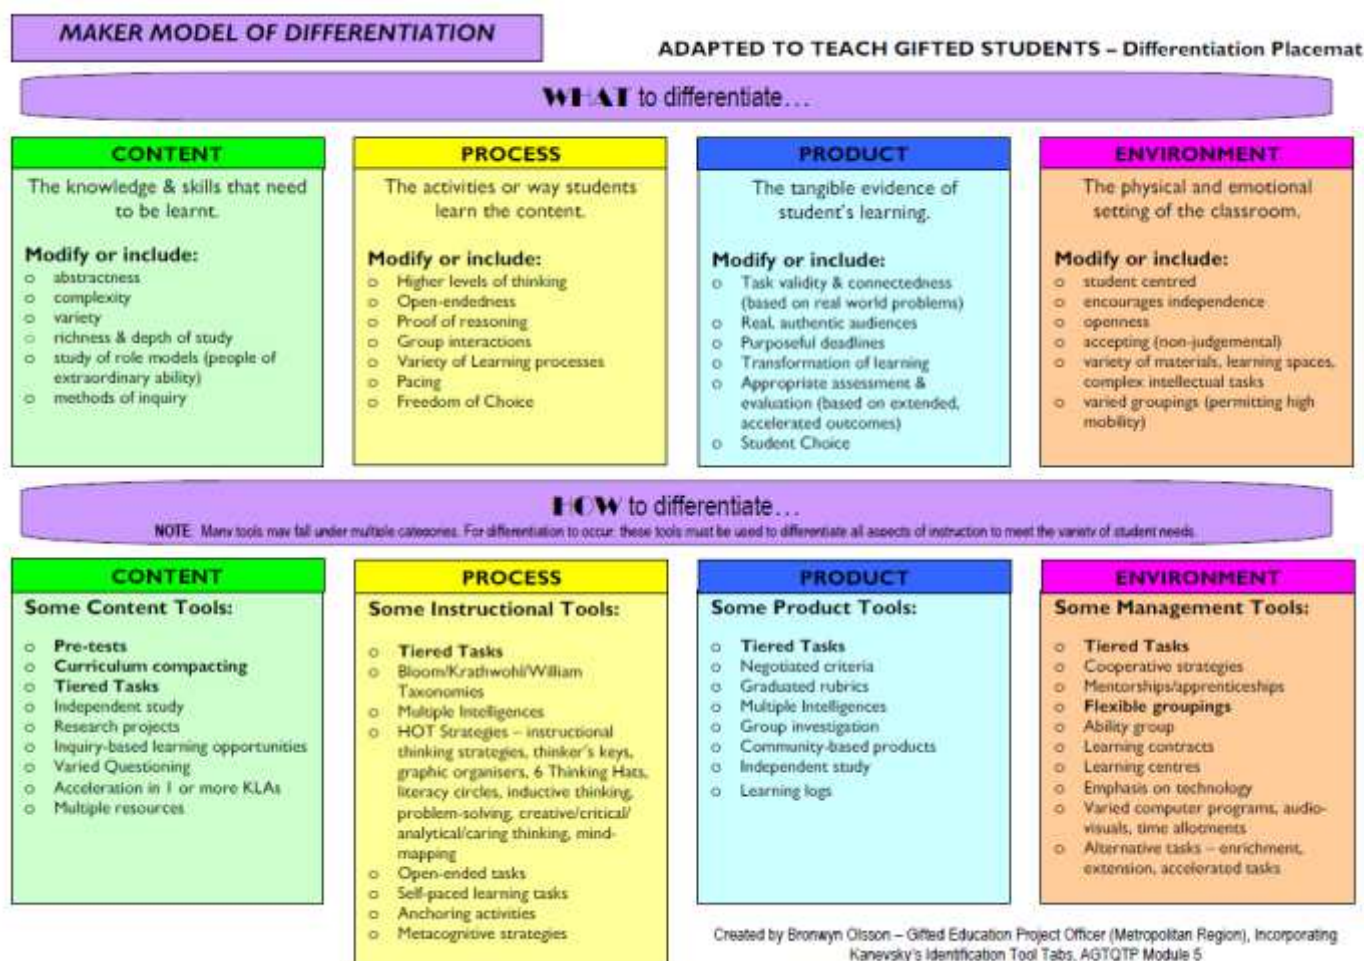 MAKER MODEL OF DIFFERENTIATION
ADAPTED TO TEACH GIFTED STUDENTS – Differentiation Placemat
WHAT to differentiate…
CONTENT
The knowledge & skills that need
to be learnt.
Modify or include:
o abstractness
o complexity
o variety
o richness & depth of study
o study of role models (people of
extraordinary ability)
o methods of inquiry
PROCESS
The activities or way students
learn the content.
Modify or include:
o Higher levels of thinking
o Open-endedness
o Proof of reasoning
o Group interactions
o Variety of Learning processes
o Pacing
o Freedom of Choice
PRODUCT
The tangible evidence of
student's learning.
Modify or include:
o Task validity & connectedness
(based on real world problems)
o Real, authentic audiences
o Purposeful deadlines
o Transformation of learning
o Appropriate assessment &
evaluation (based on extended,
accelerated outcomes)
o Student Choice
ENVIRONMENT
The physical and emotional
setting of the classroom.
Modify or include:
o student centred
o encourages independence
o openness
o accepting (non-judgemental)
o variety of materials, learning spaces,
complex intellectual tasks
o varied groupings (permitting high
mobility)
HOW to differentiate…
NOTE: Many tools may fall under multiple categories. For differentiation to occur, these tools must be used to differentiate all aspects of instruction to meet the variety of student needs.
CONTENT
Some Content Tools:
o Pre-tests
o Curriculum compacting
o Tiered Tasks
o Independent study
o Research projects
o Inquiry-based learning opportunities
o Varied Questioning
o Acceleration in 1 or more KLAs
o Multiple resources
PROCESS
Some Instructional Tools:
o Tiered Tasks
o Bloom/Krathwohl/William
Taxonomies
o Multiple Intelligences
o HOT Strategies – instructional
thinking strategies, thinker's keys,
graphic organisers, 6 Thinking Hats,
literacy circles, inductive thinking,
problem-solving, creative/critical/
analytical/caring thinking, mind-
mapping
o Open-ended tasks
o Self-paced learning tasks
o Anchoring activities
o Metacognitive strategies
PRODUCT
Some Product Tools:
o Tiered Tasks
o Negotiated criteria
o Graduated rubrics
o Multiple Intelligences
o Group investigation
o Community-based products
o Independent study
o Learning logs
ENVIRONMENT
Some Management Tools:
o Tiered Tasks
o Cooperative strategies
o Mentorships/apprenticeships
o Flexible groupings
o Ability group
o Learning contracts
o Learning centres
o Emphasis on technology
o Varied computer programs, audio-
visuals, time allotments
o Alternative tasks – enrichment,
extension, accelerated tasks
Created by Bronwyn Olsson – Gifted Education Project Officer (Metropolitan Region), Incorporating
Kanevsky's Identification Tool Tabs, AGTQTP Module 5